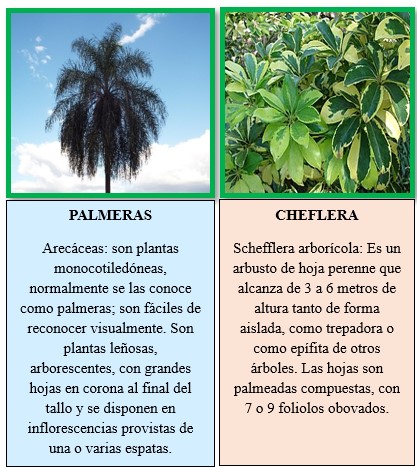 PALMERAS
Arecáceas: son plantas
monocotiledóneas,
normalmente se las conoce
como palmeras; son fáciles de
reconocer visualmente. Son
plantas leñosas,
arborescentes, con grandes
hojas en corona al final del
tallo y se disponen en
inflorescencias provistas de
una o varias espatas.
CHEFLERA
Schefflera arborícola: Es un
arbusto de hoja perenne que
alcanza de 3 a 6 metros de
altura tanto de forma
aislada, como trepadora o
como epífita de otros
árboles. Las hojas son
palmeadas compuestas, con
7 o 9 foliolos obovados.